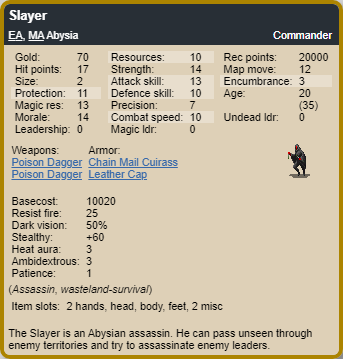 Slayer
EA, MA Abysia Commander
Gold: 70 Resources: 10 Rec points: 20000
Hit points: 17 Strength: 14 Map move: 12
Size: 2 Attack skill: 13 Encumbrance: 3
Protection: 11 Defence skill: 10 Age: 20
Magic res: 13 Precision: 7 (35)
Morale: 14 Combat speed: 10 Undead ldr: 0
Leadership: 0 Magic ldr: 0
Weapons: Armor:
Poison Dagger Chain Mail Cuirass
Poison Dagger Leather Cap
Basecost: 10020
Resist fire: 25
Dark vision: 50%
Stealthy: +60
Heat aura: 3
Ambidextrous: 3
Patience: 1
(Assassin, wasteland-survival)
Item slots: 2 hands, head, body, feet, 2 misc
The Slayer is an Abysian assassin. He can pass unseen through
enemy territories and try to assassinate enemy leaders.